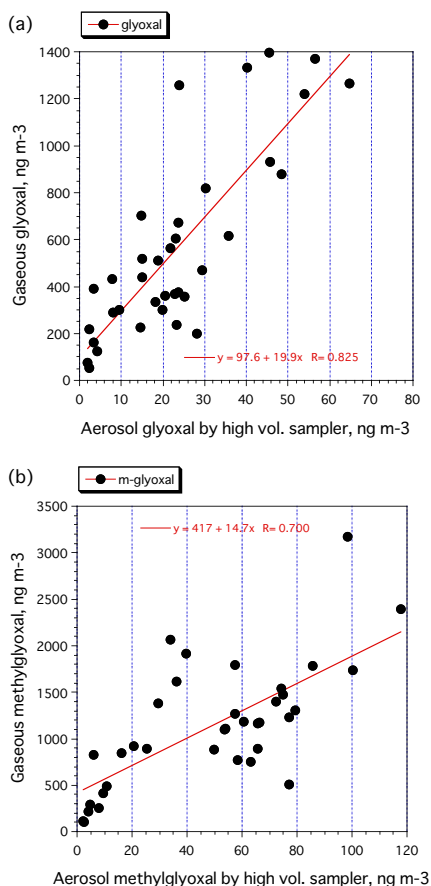 (a)
glyoxal
1400
1200
1000
800
600
400
200
0
Gaseous glyoxal, ng m-3
y = 97.6 + 19.9x R= 0.825
0 10 20 30 40 50 60 70 80
Aerosol glyoxal by high vol. sampler, ng m-3
(b)
m-glyoxal
3500
3000
2500
2000
1500
1000
500
0
Gaseous methylglyoxal, ng m-3
y = 417 + 14.7x R= 0.700
0 20 40 60 80 100 120
Aerosol methylglyoxal by high vol. sampler, ng m-3